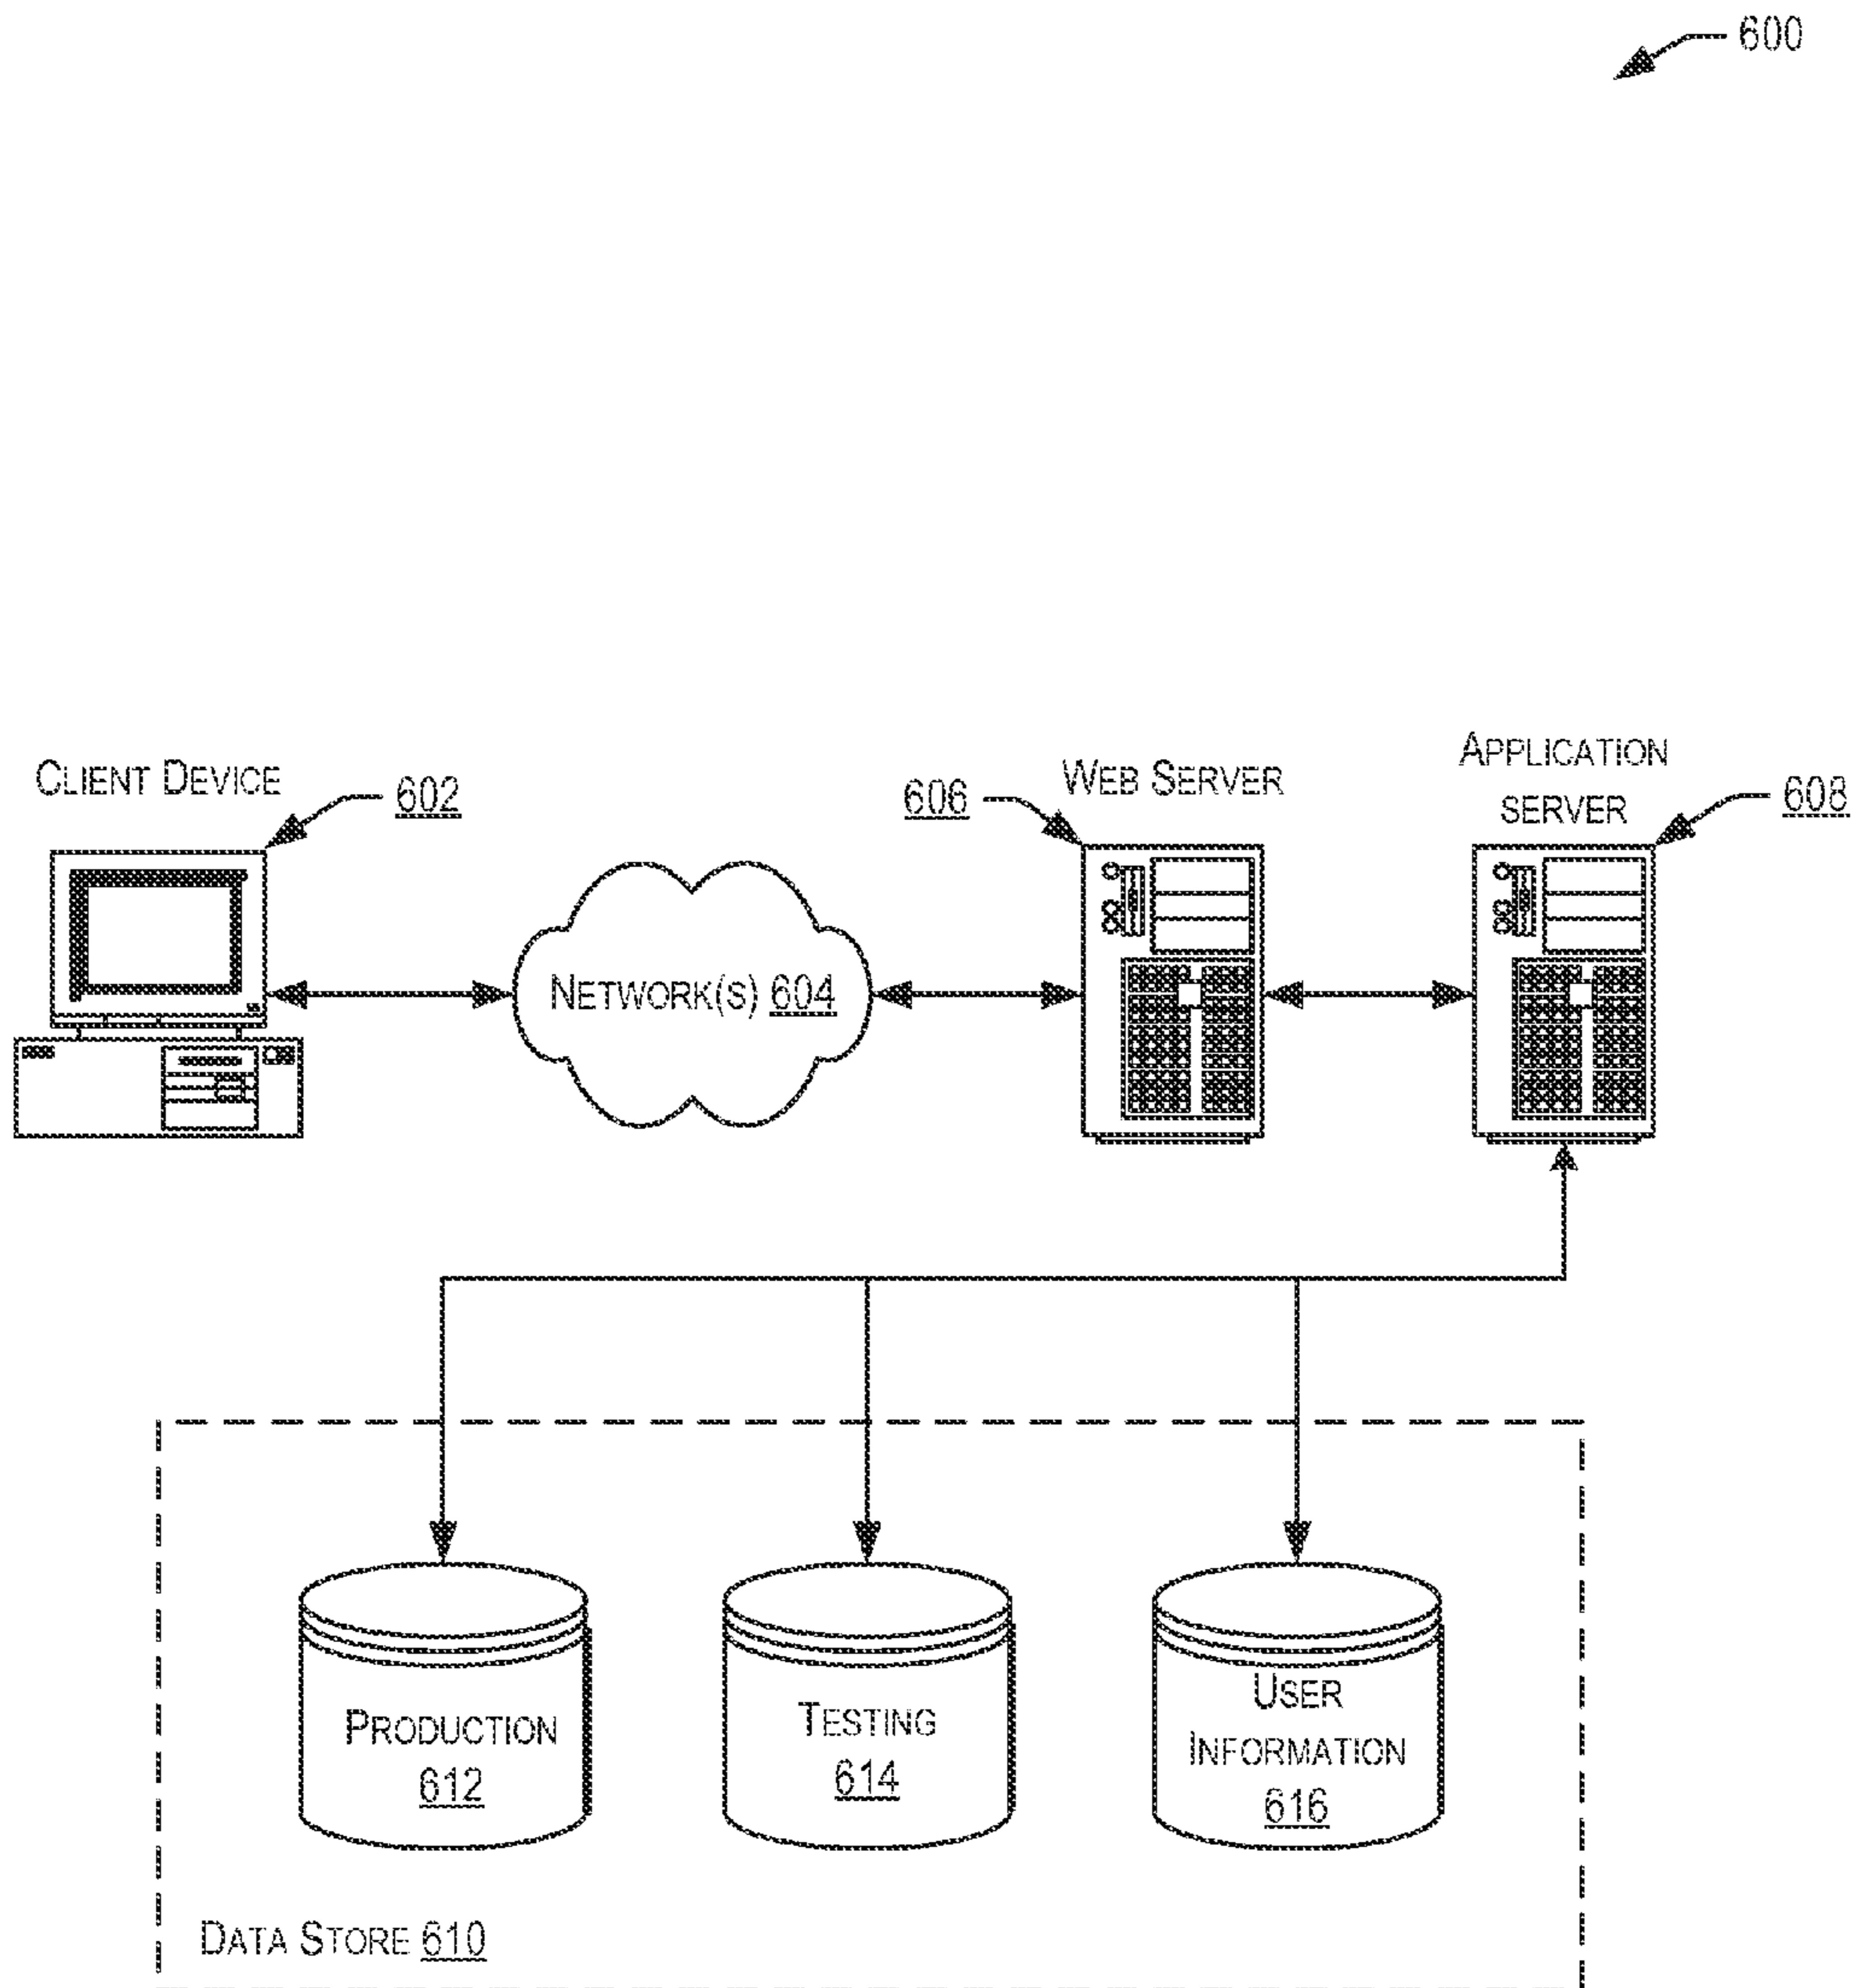 600
CLIENT DEVICE
602
606
WEB SERVER
APPLICATION
SERVER
608
NETWORK(S) 604
PRODUCTION
612
TESTING
614
USER
INFORMATION
616
DATA STORE 610